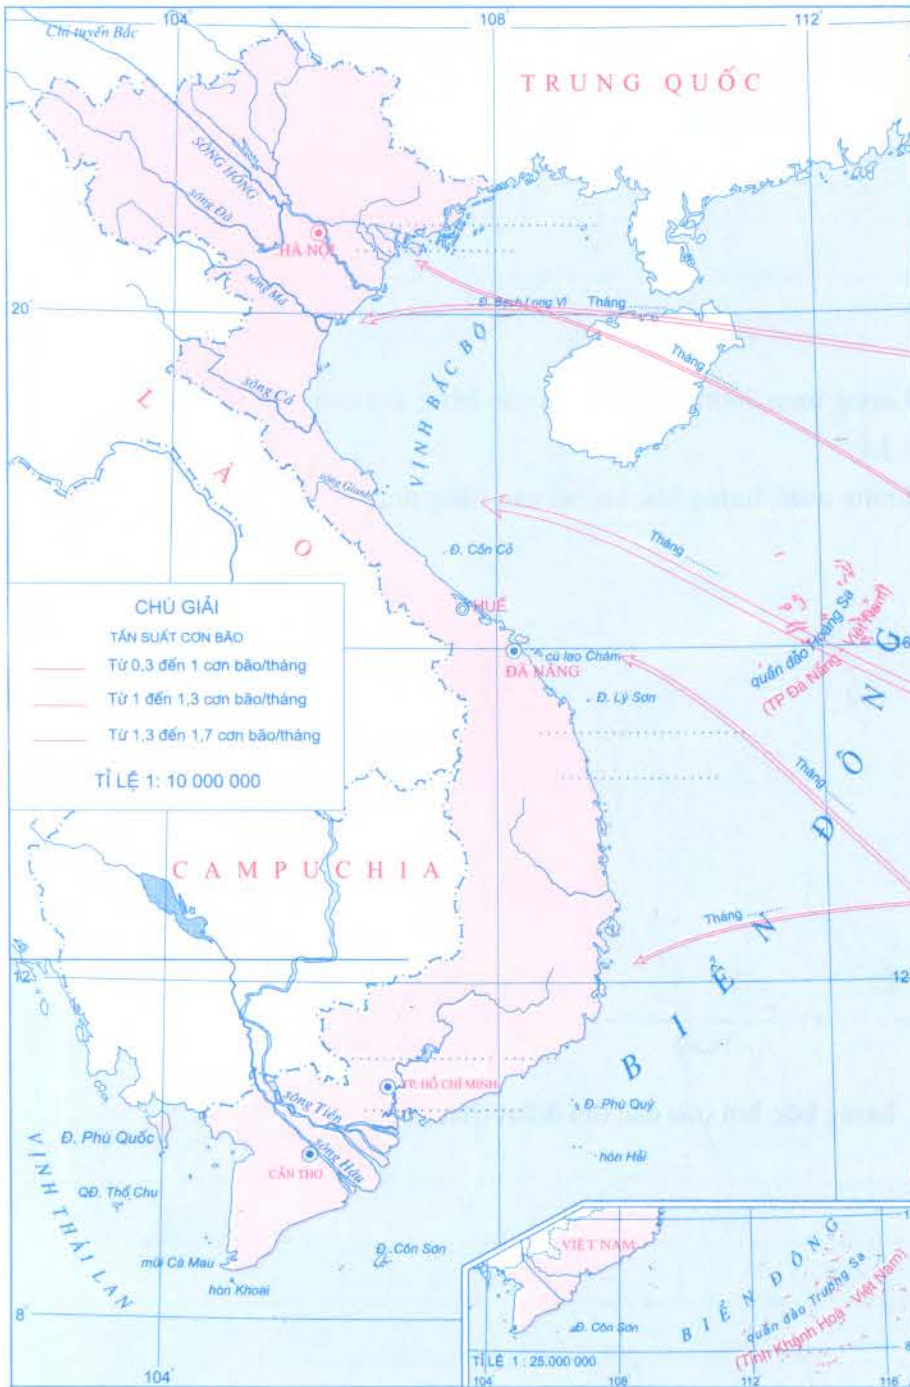 104°
108°
112°
Chí tuyến Bắc
TRUNG QUỐC
SÔNG HỒNG
sông Đà
HÀ NỘI
sông Mã
20°
Đ. Bạch Long Vĩ
Tháng ..........
Tháng ..........
VỊNH BẮC BỘ
sông Cả
LÀO
sông Gianh
Đ. Cồn Cỏ
Tháng ..........
HUẾ
quần đảo Hoàng Sa
(TP Đà Nẵng - Việt Nam)
16
cù lao Chàm
ĐÀ NẴNG
Đ. Lý Sơn
CHÚ GIẢI
TẦN SUẤT CƠN BÃO
Từ 0,3 đến 1 cơn bão/tháng
Từ 1 đến 1,3 cơn bão/tháng
Từ 1,3 đến 1,7 cơn bão/tháng
TỈ LỆ 1: 10 000 000
Tháng ..........
BIỂN ĐÔNG
CAMPUCHIA
Tháng ..........
12°
12
TP. HỒ CHÍ MINH
sông Tiền
sông Hậu
Đ. Phú Quý
hòn Hải
Đ. Phú Quốc
CẦN THƠ
QĐ. Thổ Chu
VỊNH THÁI LAN
mũi Cà Mau
hòn Khoai
Đ. Côn Sơn
8°
104°
VIỆT NAM
BIỂN ĐÔNG
quần đảo Trường Sa
(Tỉnh Khánh Hoà - Việt Nam)
Đ. Côn Sơn
8
TỈ LỆ 1 : 25.000 000
104
108
112
116°